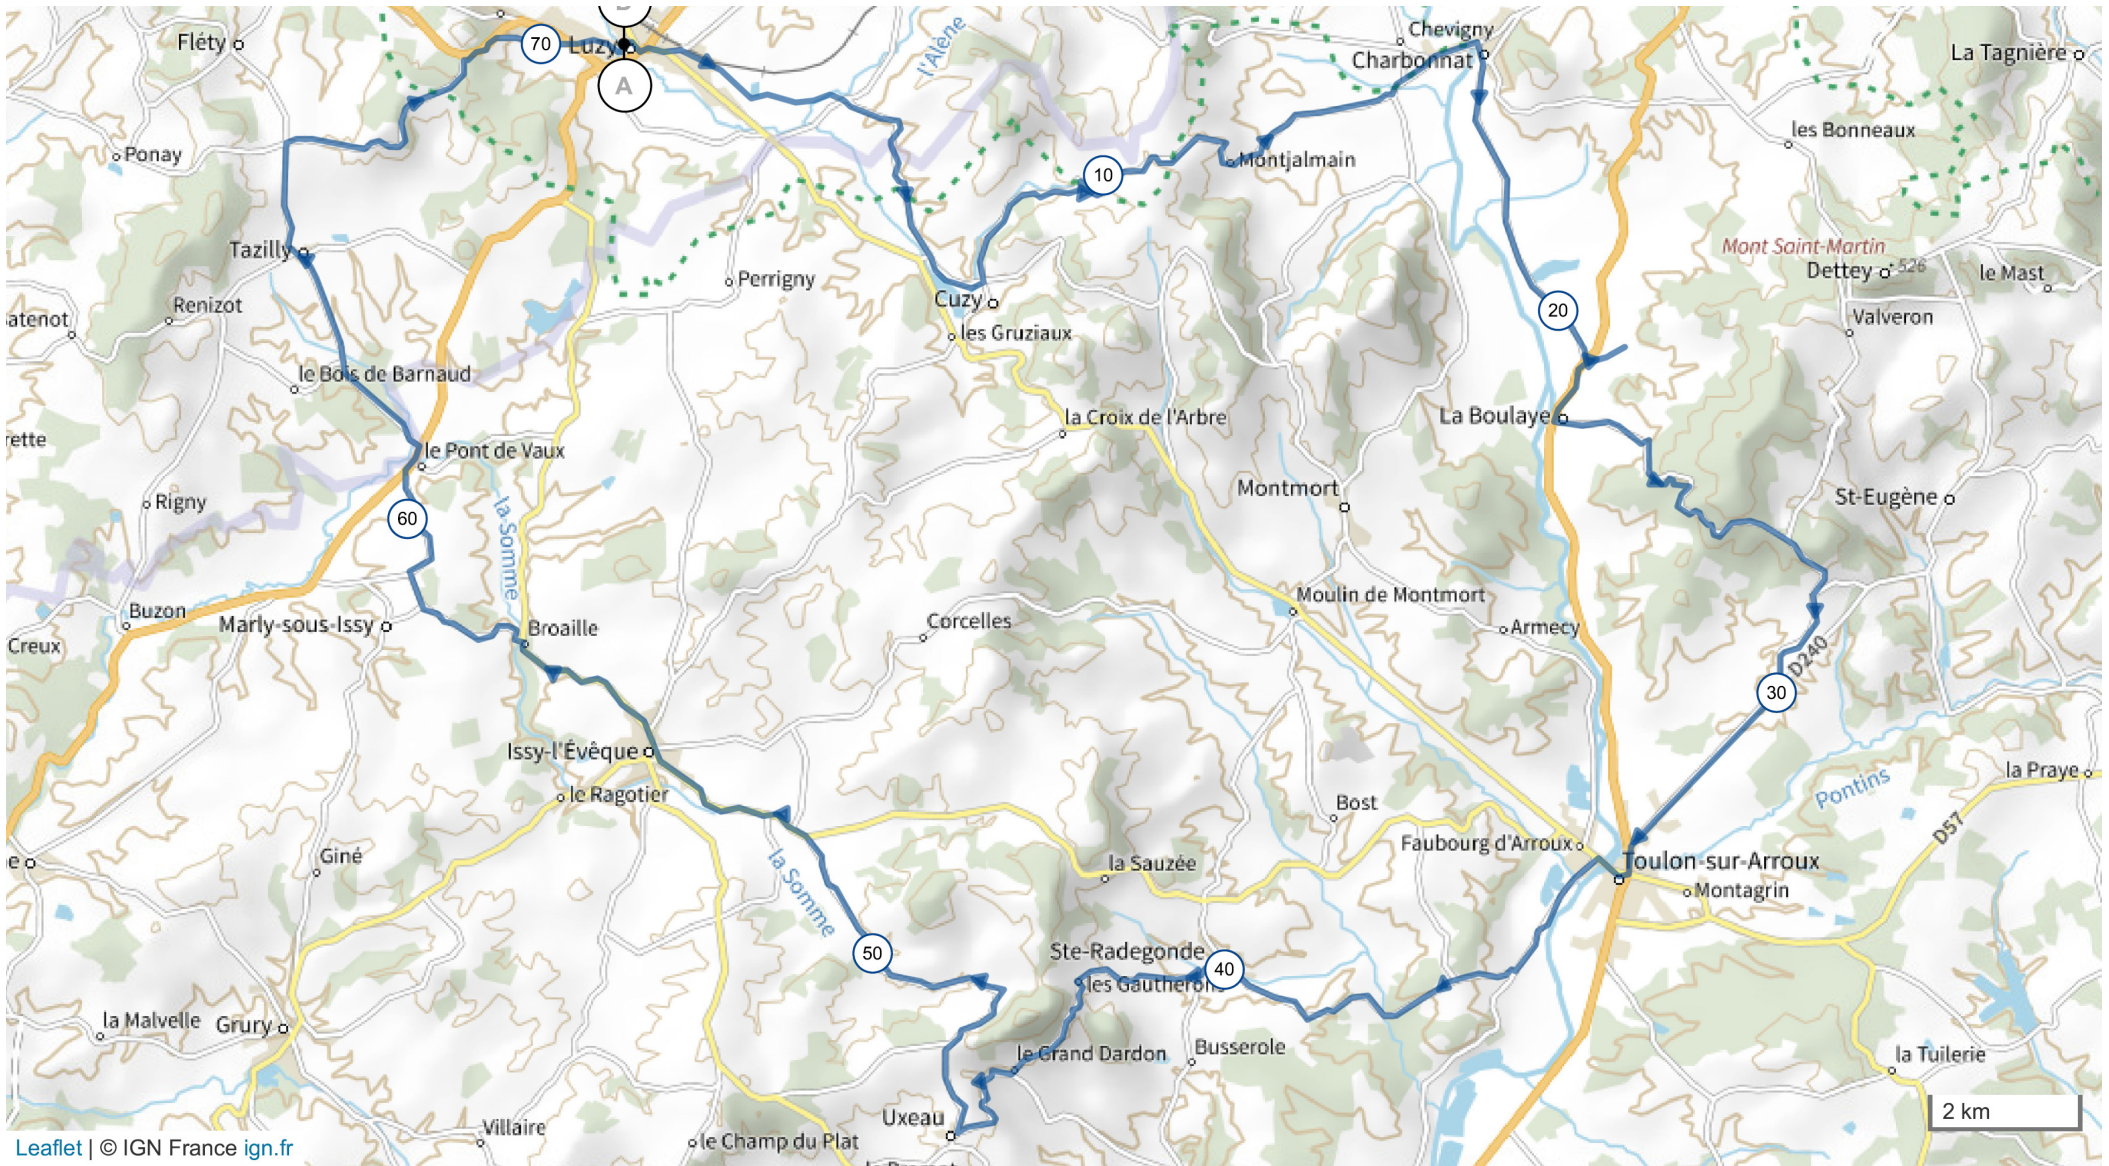 D
Fléty
70
Luzy
A
l'Alène
Chevigny
Charbonnat
La Tagnière
Ponay
10
Montjalmain
les Bonneaux
Tazilly
Renizot
atenot
Perrigny
Cuzy
les Gruziaux
20
Mont Saint-Martin
Dettey
526
le Mast
Valveron
le Bois de Barnaud
rette
le Pont de Vaux
la Croix de l'Arbre
La Boulaye
Rigny
60
la Somme
Montmort
St-Eugène
Buzon
Marly-sous-Issy
Broaille
Corcelles
Moulin de Montmort
Armecy
Creux
D240
30
Issy-l'Évêque
le Ragotier
la Praye
Pontins
Bost
D57
Faubourg d'Arroux
Toulon-sur-Arroux
Montagrin
e
Giné
la Somme
la Sauzée
50
Ste-Radegonde
40
les Gautherons
la Malvelle
Grury
le Grand Dardon
Busserole
la Tuilerie
Uxeau
Villaire
le Champ du Plat
2 km
Leaflet | © IGN France ign.fr